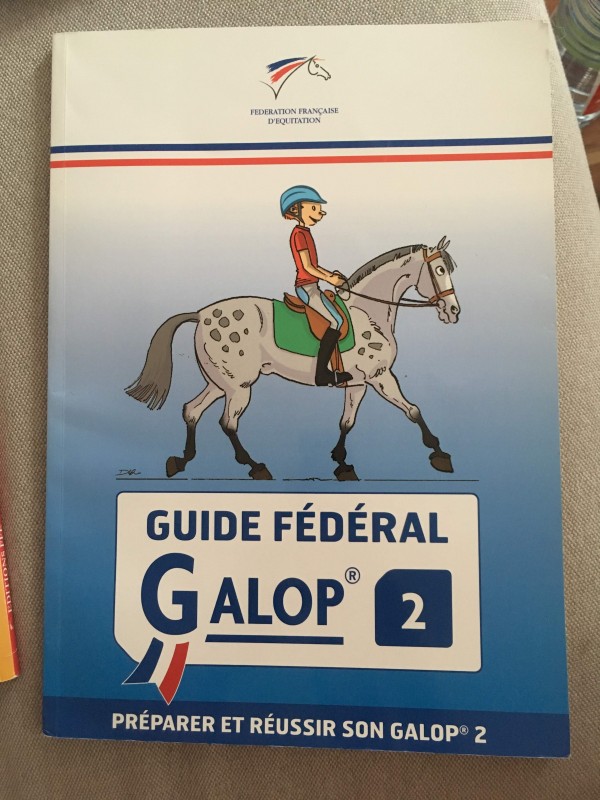 FEDERATION FRANÇAISE
D'EQUITATION
GUIDE FÉDÉRAL
GALOP®
2
PRÉPARER ET RÉUSSIR SON GALOP® 2